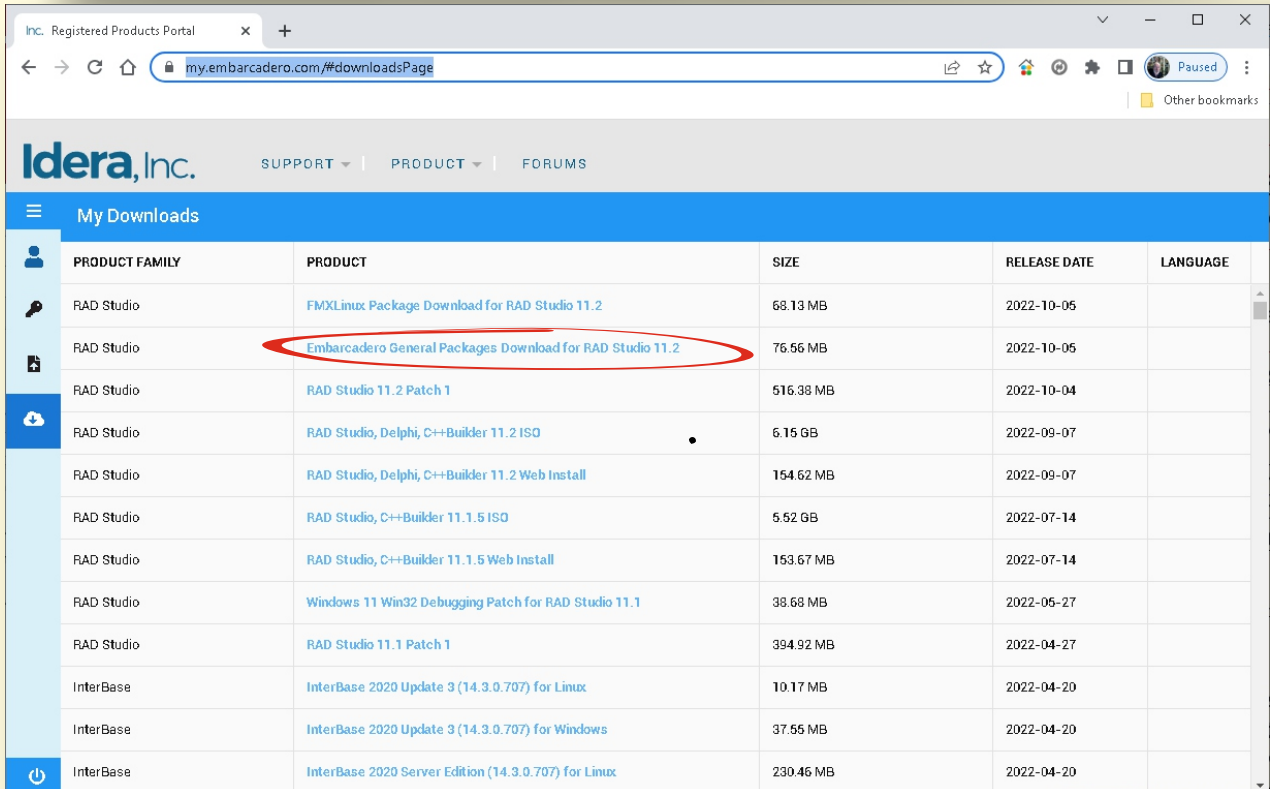 Inc. Registered Products Portal
my.embarcadero.com/#downloadsPage
Paused
Other bookmarks
Idera, Inc.
SUPPORT PRODUCT FORUMS
My Downloads
PRODUCT FAMILY PRODUCT SIZE RELEASE DATE LANGUAGE
RAD Studio FMXLinux Package Download for RAD Studio 11.2 68.13 MB 2022-10-05
RAD Studio Embarcadero General Packages Download for RAD Studio 11.2 76.56 MB 2022-10-05
RAD Studio RAD Studio 11.2 Patch 1 516.38 MB 2022-10-04
RAD Studio RAD Studio, Delphi, C++Builder 11.2 ISO 6.15 GB 2022-09-07
RAD Studio RAD Studio, Delphi, C++Builder 11.2 Web Install 154.62 MB 2022-09-07
RAD Studio RAD Studio, C++Builder 11.1.5 ISO 5.52 GB 2022-07-14
RAD Studio RAD Studio, C++Builder 11.1.5 Web Install 153.67 MB 2022-07-14
RAD Studio Windows 11 Win32 Debugging Patch for RAD Studio 11.1 38.68 MB 2022-05-27
RAD Studio RAD Studio 11.1 Patch 1 394.92 MB 2022-04-27
InterBase InterBase 2020 Update 3 (14.3.0.707) for Linux 10.17 MB 2022-04-20
InterBase InterBase 2020 Update 3 (14.3.0.707) for Windows 37.55 MB 2022-04-20
InterBase InterBase 2020 Server Edition (14.3.0.707) for Linux 230.46 MB 2022-04-20